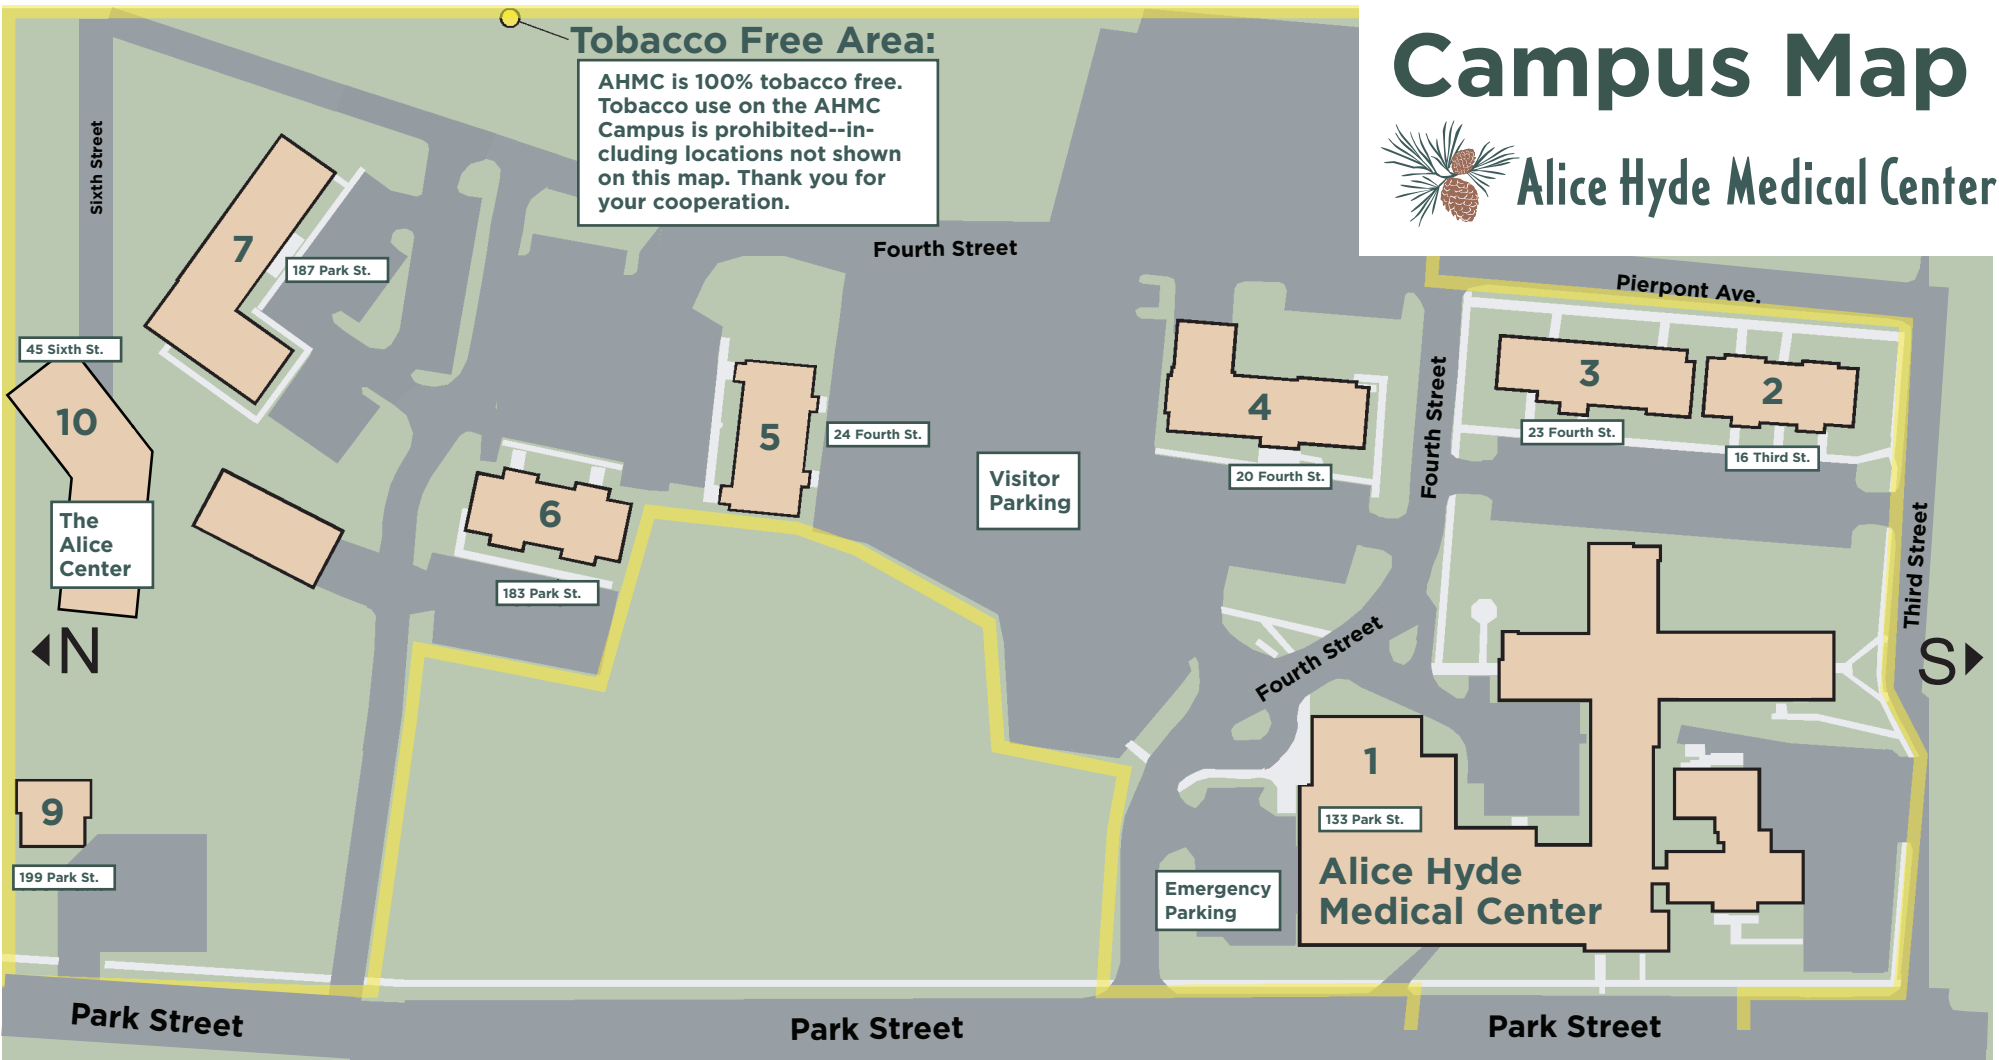 Campus Map
Alice Hyde Medical Center
Tobacco Free Area:
AHMC is 100% tobacco free.
Tobacco use on the AHMC
Campus is prohibited--in-
cluding locations not shown
on this map. Thank you for
your cooperation.
Sixth Street
Fourth Street
Pierpont Ave.
7
187 Park St.
45 Sixth St.
10
The
Alice
Center
5
24 Fourth St.
6
183 Park St.
Visitor
Parking
4
20 Fourth St.
Fourth Street
3
23 Fourth St.
2
16 Third St.
Third Street
N
S
Fourth Street
1
133 Park St.
Alice Hyde
Medical Center
Emergency
Parking
9
199 Park St.
Park Street
Park Street
Park Street